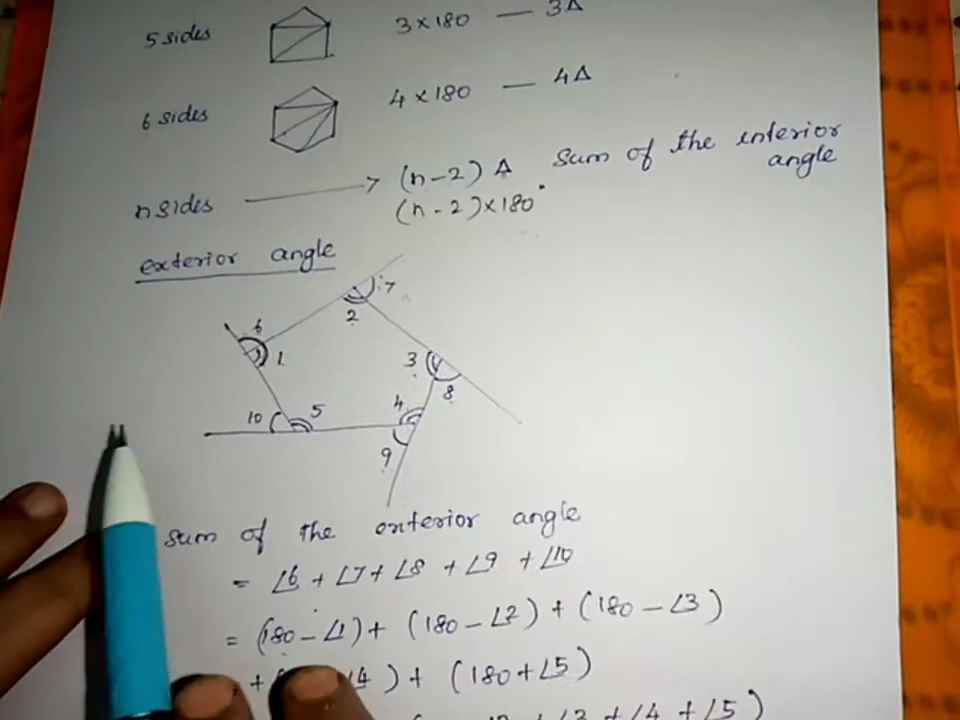 5 sides 3×180 — 3Δ
6 sides 4×180 — 4Δ
n sides → (n-2) Δ Sum of the interior angle
(n-2)×180°
exterior angle
6 1 2 7 3 8 4 9 5 10
sum of the exterior angle
= ∠6 + ∠7 + ∠8 + ∠9 + ∠10
= (180 - ∠1) + (180 - ∠2) + (180 - ∠3)
+ ( ∠4 ) + (180 + ∠5)
+ ∠3 + ∠4 + ∠5)